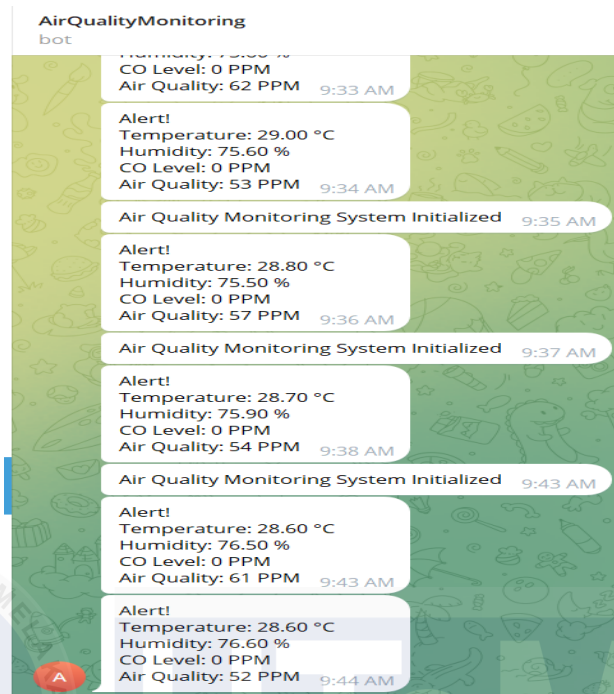 AirQualityMonitoring
bot
CO Level: 0 PPM
Air Quality: 62 PPM 9:33 AM
Alert!
Temperature: 29.00 °C
Humidity: 75.60 %
CO Level: 0 PPM
Air Quality: 53 PPM 9:34 AM
Air Quality Monitoring System Initialized 9:35 AM
Alert!
Temperature: 28.80 °C
Humidity: 75.50 %
CO Level: 0 PPM
Air Quality: 57 PPM 9:36 AM
Air Quality Monitoring System Initialized 9:37 AM
Alert!
Temperature: 28.70 °C
Humidity: 75.90 %
CO Level: 0 PPM
Air Quality: 54 PPM 9:38 AM
Air Quality Monitoring System Initialized 9:43 AM
Alert!
Temperature: 28.60 °C
Humidity: 76.50 %
CO Level: 0 PPM
Air Quality: 61 PPM 9:43 AM
Alert!
Temperature: 28.60 °C
Humidity: 76.60 %
CO Level: 0 PPM
Air Quality: 52 PPM 9:44 AM
A